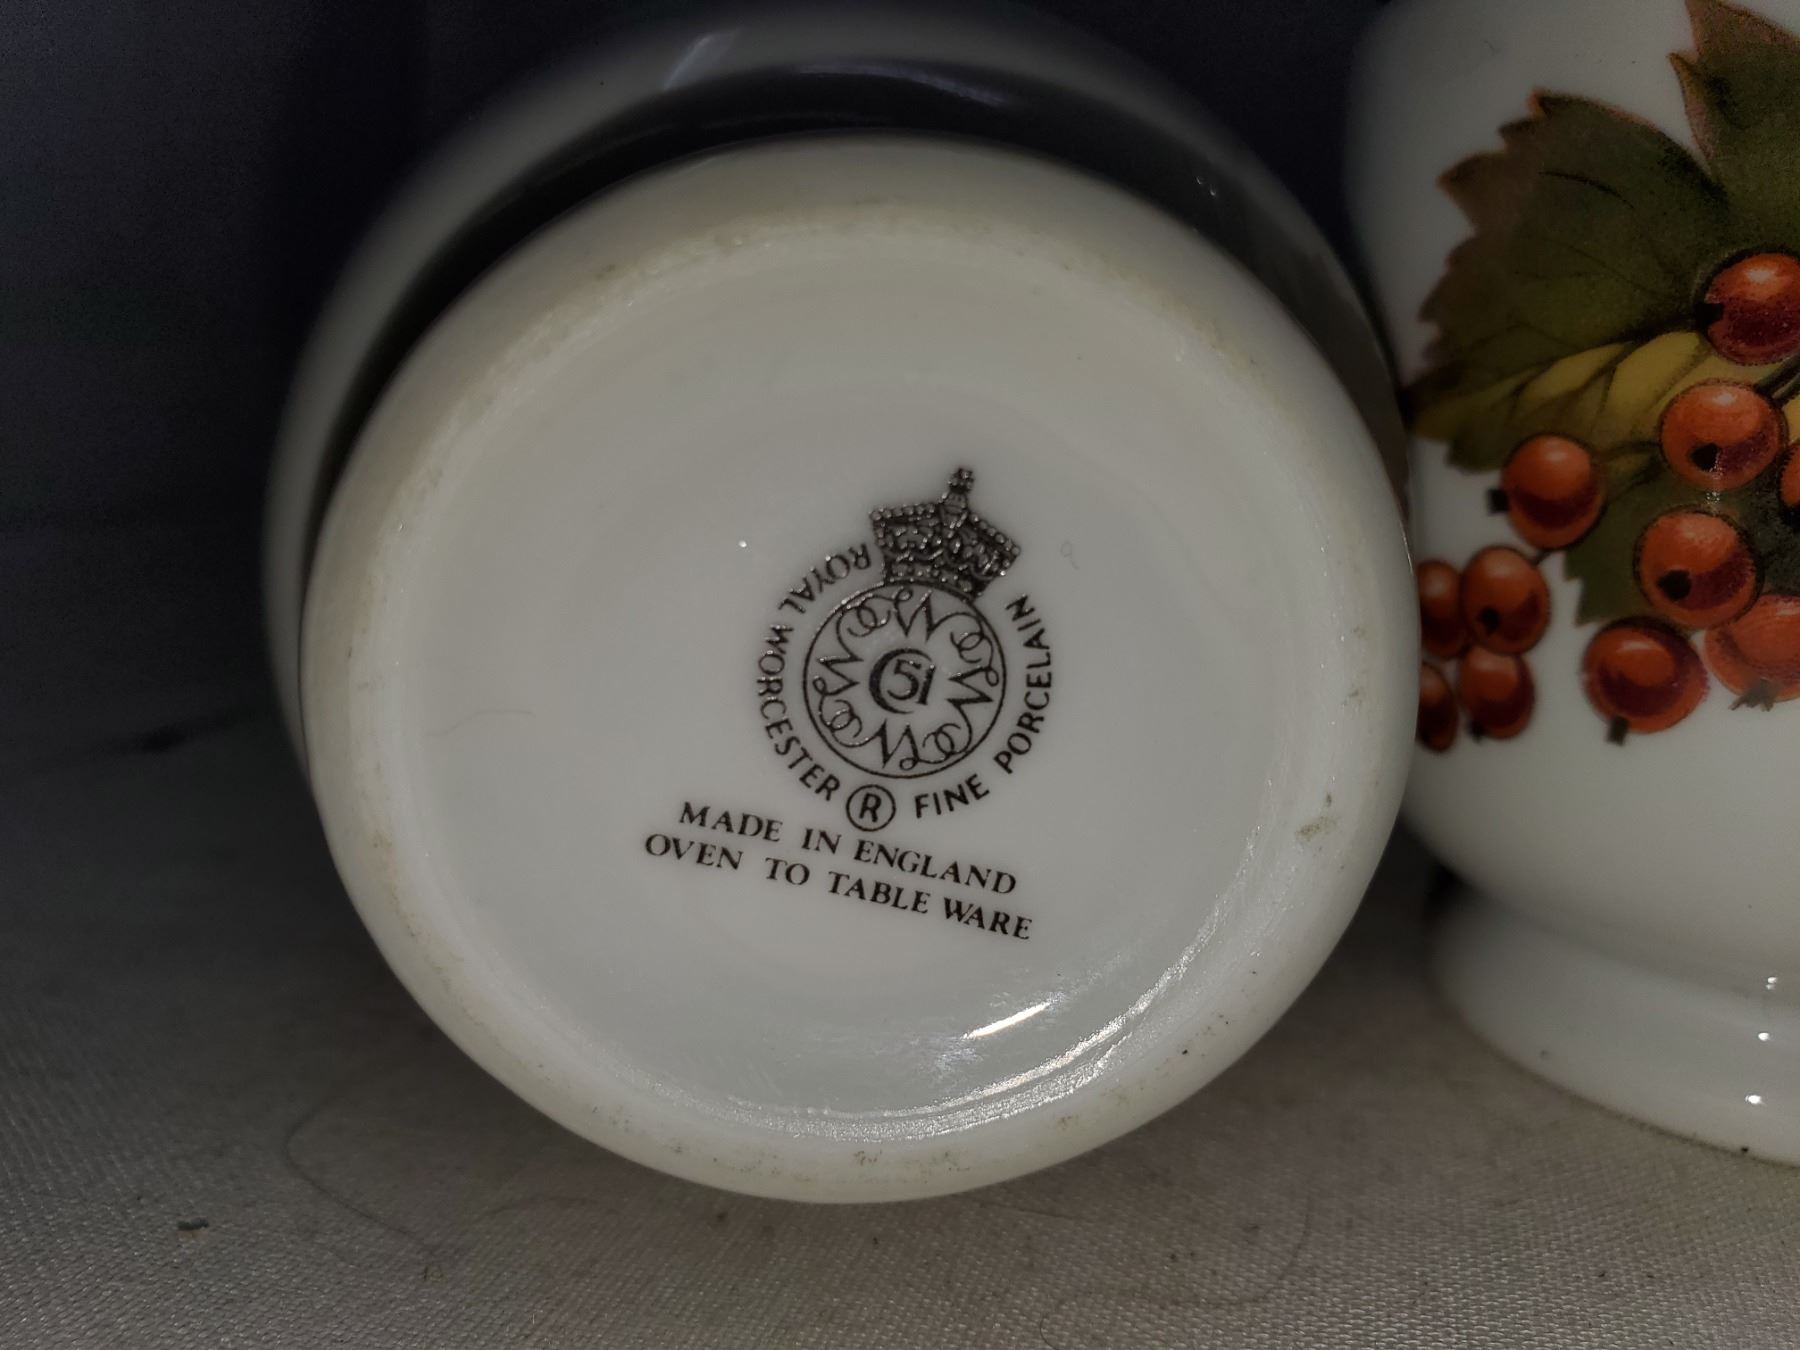 ROYAL WORCESTER ® FINE PORCELAIN
51
MADE IN ENGLAND
OVEN TO TABLE WARE